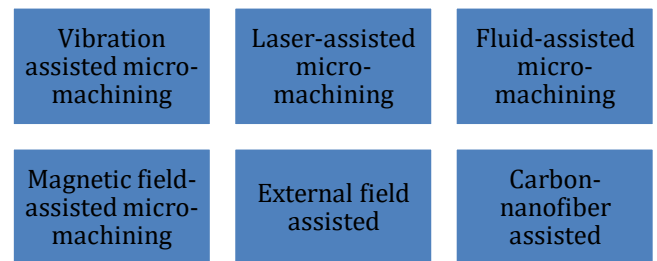 Vibration
assisted micro-
machining
Laser-assisted
micro-
machining
Fluid-assisted
micro-
machining
Magnetic field-
assisted micro-
machining
External field
assisted
Carbon-
nanofiber
assisted